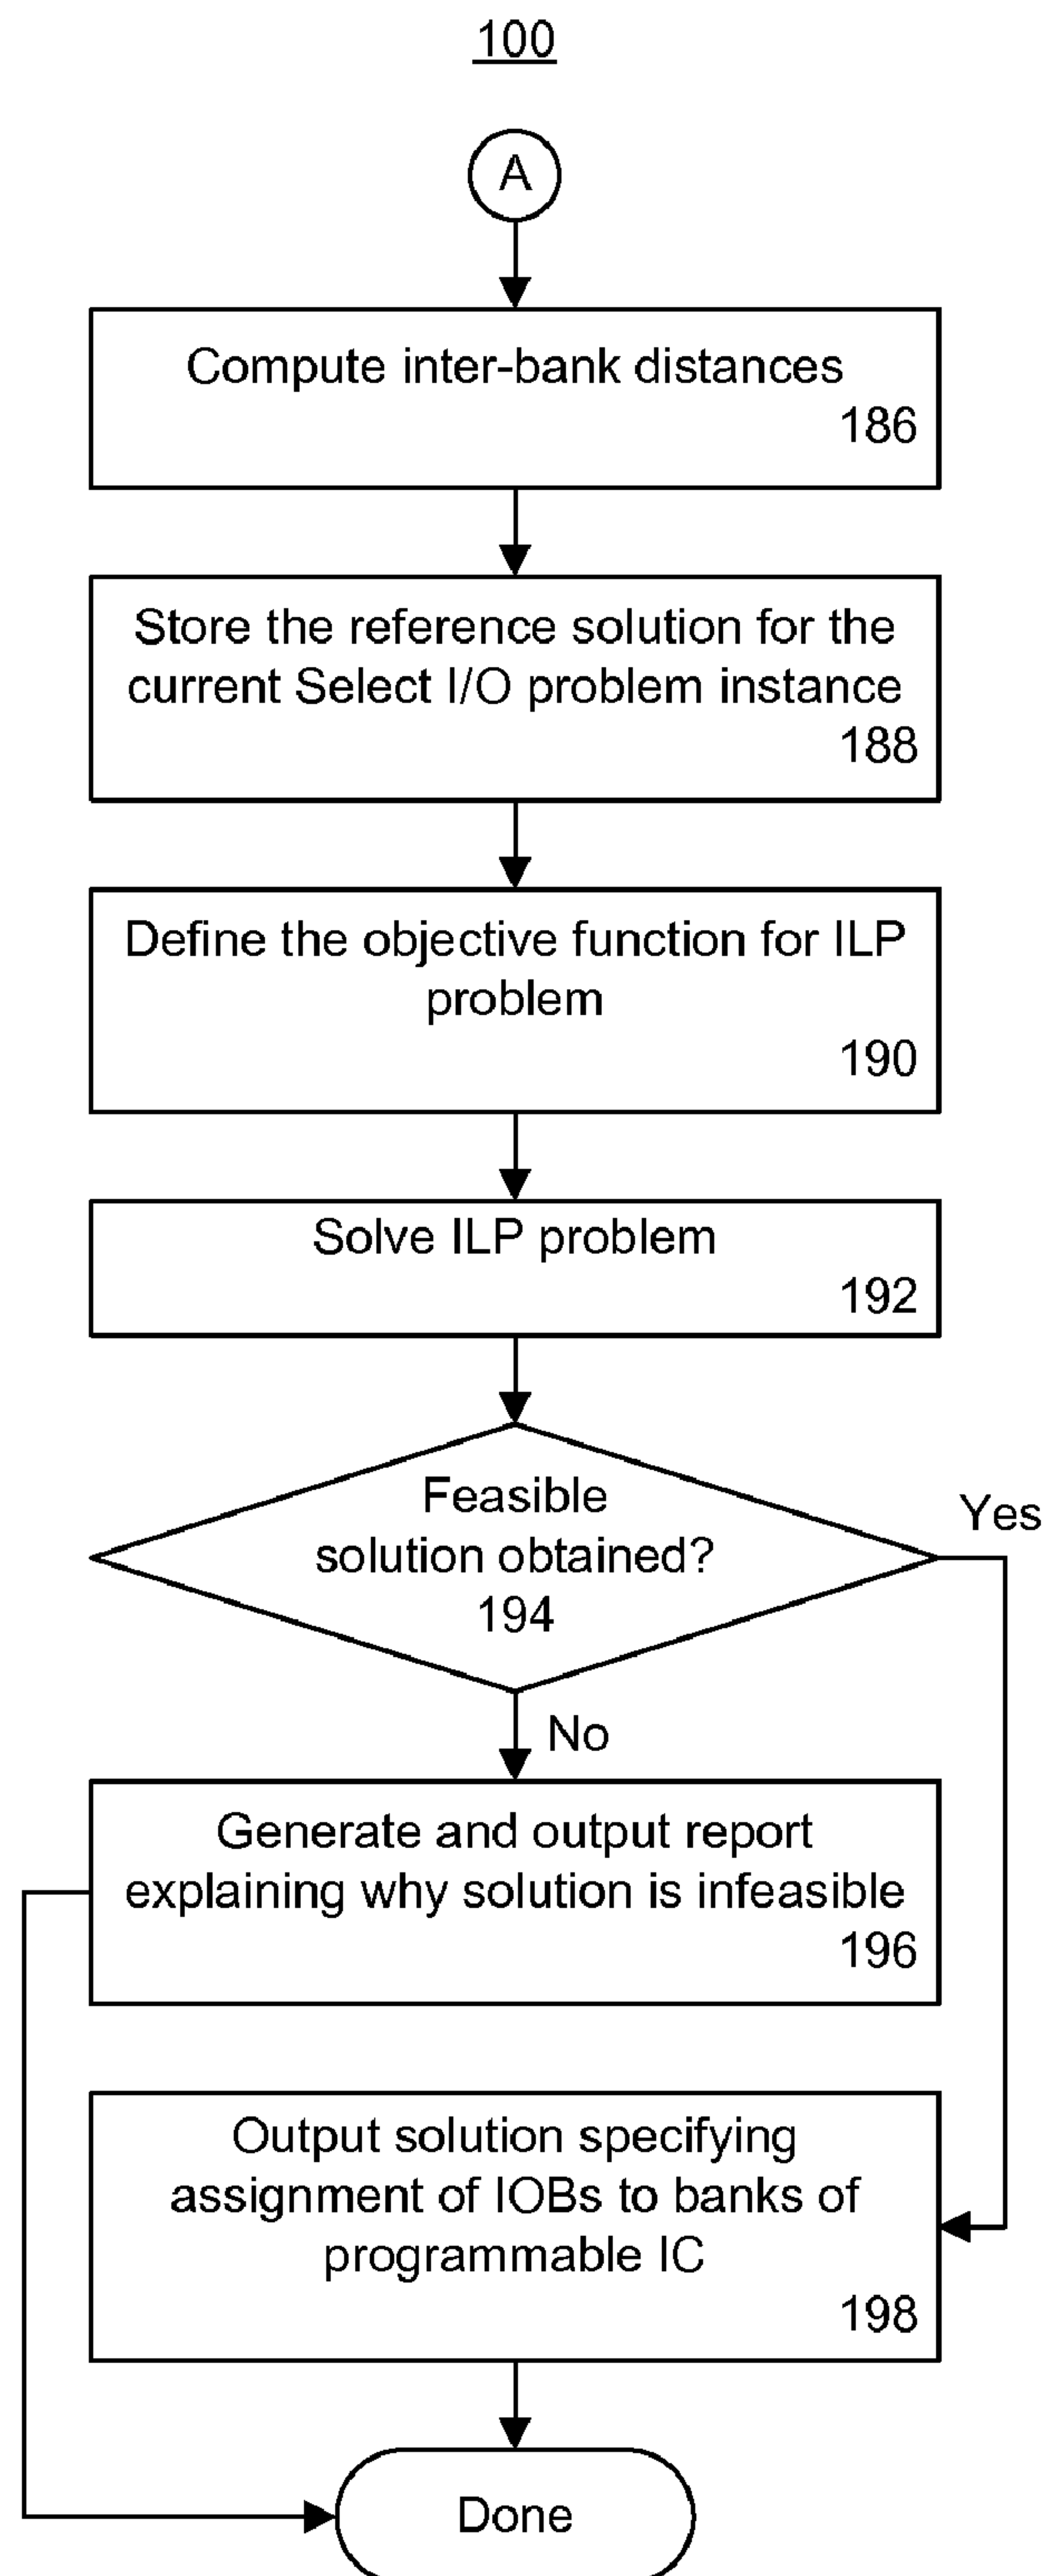 100
A
Compute inter-bank distances
186
Store the reference solution for the
current Select I/O problem instance
188
Define the objective function for ILP
problem
190
Solve ILP problem
192
Feasible
solution obtained?
194
Yes
No
Generate and output report
explaining why solution is infeasible
196
Output solution specifying
assignment of IOBs to banks of
programmable IC
198
Done